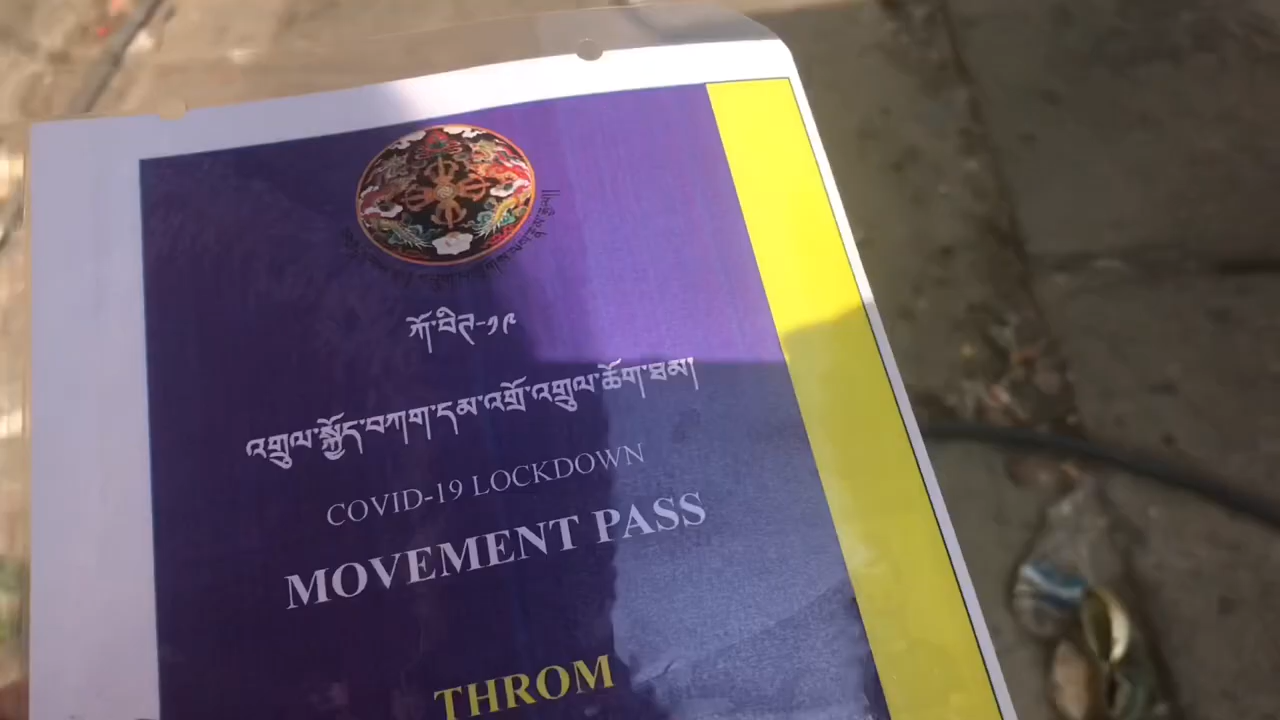 ཀོ་བིཊ-༡༩
འགྲུལ་སྐྱོད་བཀག་དམ་འགྲོ་འགྲུལ་ཆོག་ཐམ།
COVID-19 LOCKDOWN
MOVEMENT PASS
THROM